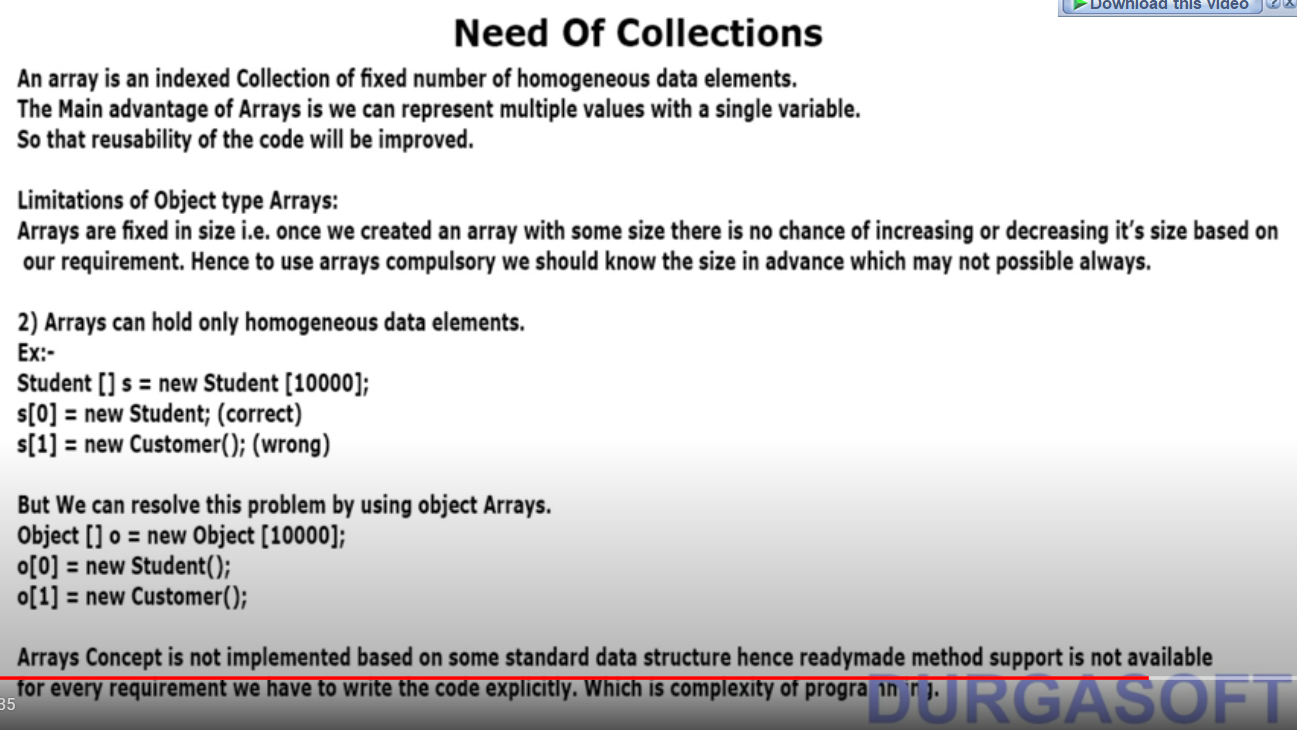 Download this video ? X
Need Of Collections
An array is an indexed Collection of fixed number of homogeneous data elements.
The Main advantage of Arrays is we can represent multiple values with a single variable.
So that reusability of the code will be improved.
Limitations of Object type Arrays:
Arrays are fixed in size i.e. once we created an array with some size there is no chance of increasing or decreasing it's size based on
our requirement. Hence to use arrays compulsory we should know the size in advance which may not possible always.
2) Arrays can hold only homogeneous data elements.
Ex:-
Student [] s = new Student [10000];
s[0] = new Student; (correct)
s[1] = new Customer(); (wrong)
But We can resolve this problem by using object Arrays.
Object [] o = new Object [10000];
o[0] = new Student();
o[1] = new Customer();
Arrays Concept is not implemented based on some standard data structure hence readymade method support is not available
for every requirement we have to write the code explicitly. Which is complexity of programming.
35
DURGASOFT